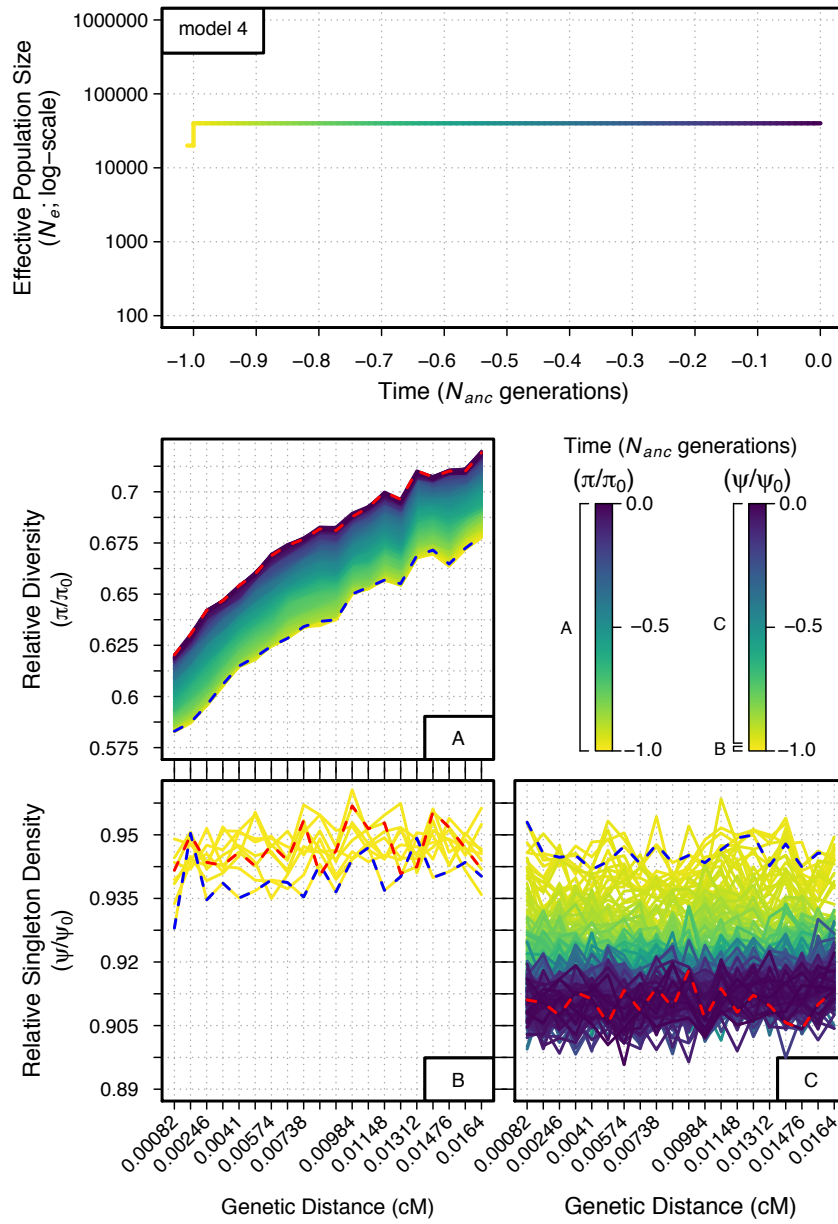 model 4
Effective Population Size
(Ne; log−scale)
1000000
100000
10000
1000
100
−1.0 −0.9 −0.8 −0.7 −0.6 −0.5 −0.4 −0.3 −0.2 −0.1 0.0
Time (Nanc generations)
Relative Diversity
(π/π0)
0.7
0.675
0.65
0.625
0.6
0.575
A
Time (Nanc generations)
(π/π0) (ψ/ψ0)
A
0.0
−0.5
−1.0
C
B
0.0
−0.5
−1.0
Relative Singleton Density
(ψ/ψ0)
0.95
0.935
0.92
0.905
0.89
B
C
0.00082 0.00246 0.0041 0.00574 0.00738 0.00984 0.01148 0.01312 0.01476 0.0164
Genetic Distance (cM)
0.00082 0.00246 0.0041 0.00574 0.00738 0.00984 0.01148 0.01312 0.01476 0.0164
Genetic Distance (cM)